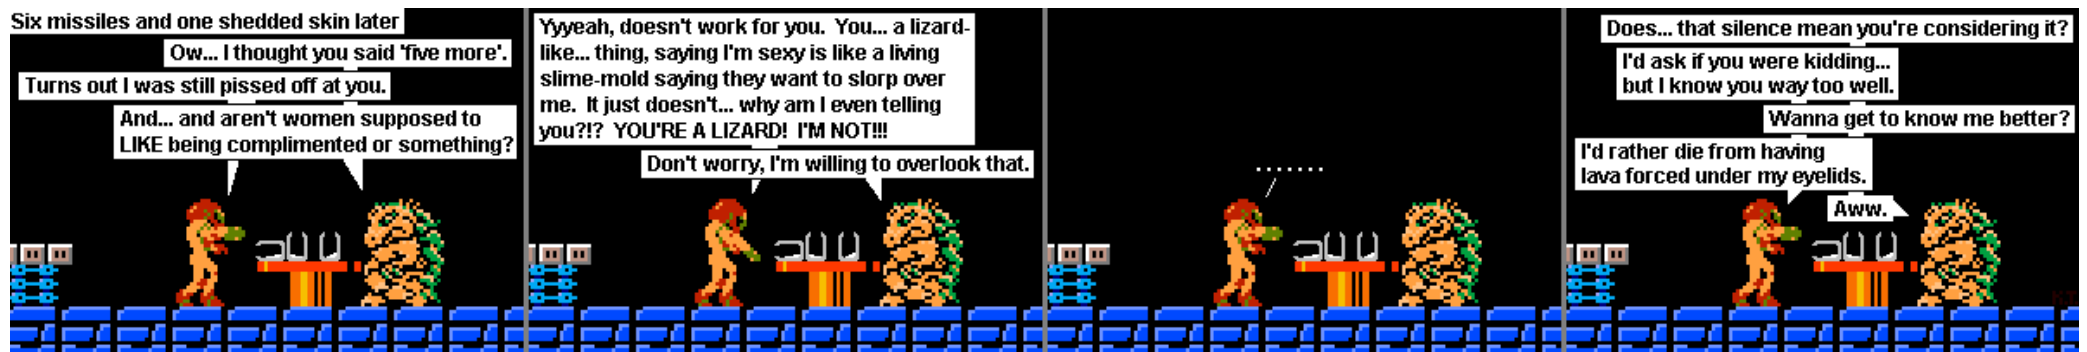 Six missiles and one shedded skin later
Ow... I thought you said 'five more'.
Turns out I was still pissed off at you.
And... and aren't women supposed to
LIKE being complimented or something?
Yyyeah, doesn't work for you.  You... a lizard-
like... thing, saying I'm sexy is like a living
slime-mold saying they want to slorp over
me.  It just doesn't... why am I even telling
you?!?  YOU'RE A LIZARD!  I'M NOT!!!
Don't worry, I'm willing to overlook that.
.......
Does... that silence mean you're considering it?
I'd ask if you were kidding...
but I know you way too well.
Wanna get to know me better?
I'd rather die from having
lava forced under my eyelids.
Aww.